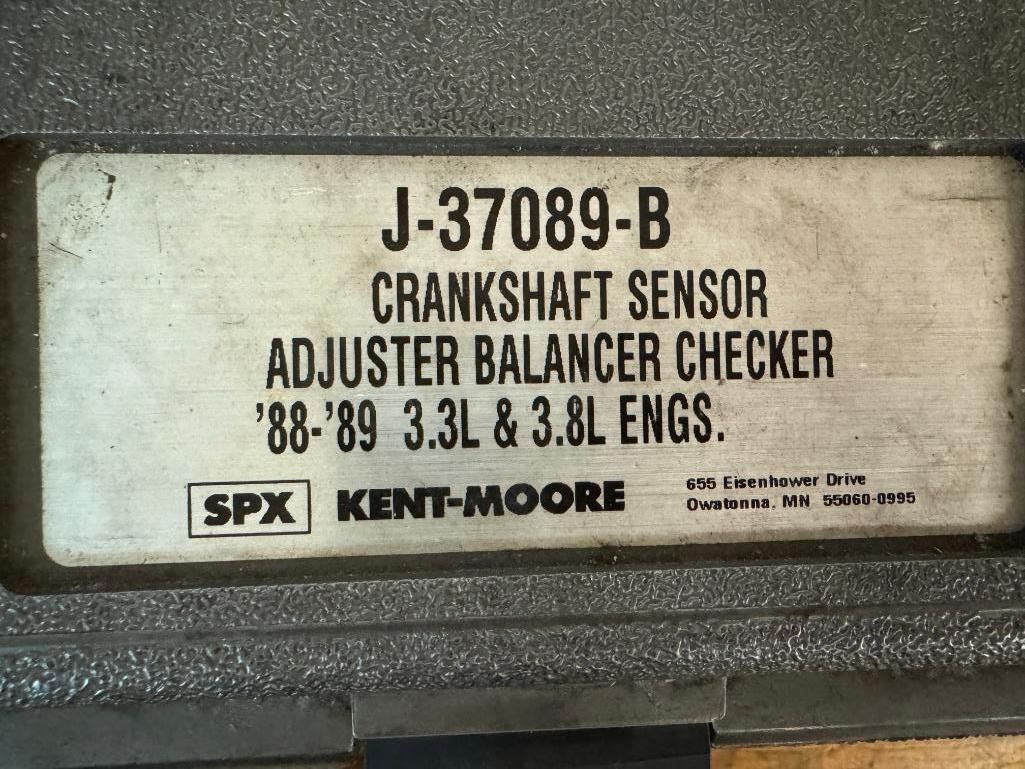 J-37089-B
CRANKSHAFT SENSOR
ADJUSTER BALANCER CHECKER
'88-'89 3.3L & 3.8L ENGS.
SPX KENT-MOORE
655 Eisenhower Drive
Owatonna, MN 55060-0995